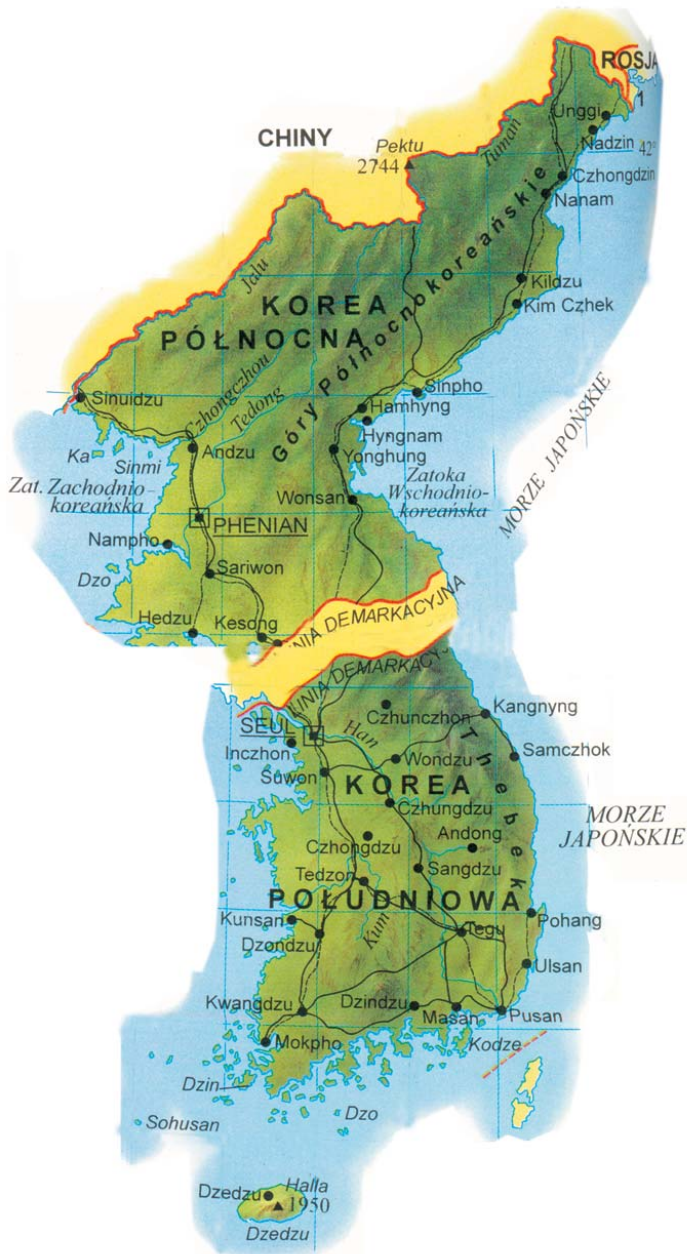 ROSJA
1
Unggi
CHINY
Pektu
2744
Tuman
Nadzin
42°
Czhongdzin
Nanam
Jalu
KOREA
PÓŁNOCNA
Góry Północnokoreańskie
Kildzu
Kim Czhek
Sinuidzu
Czhongczhou
Tedong
Sinpho
Hamhyng
Hyngnam
MORZE JAPOŃSKIE
Ka
Sinmi
Andzu
Yonghung
Zat. Zachodnio-
koreańska
Zatoka
Wschodnio-
koreańska
Wonsan
PHENIAN
Nampho
Sariwon
Dzo
Hedzu
Kesong
INIA DEMARKACYJNA
LINIA DEMARKACYJ
Czhunczhon
Kangnyng
SEUL
Han
Inczhon
Wondzu
Samczhok
Suwon
KOREA
Thebek
Czhungdzu
MORZE
JAPOŃSKIE
Czhongdzu
Andong
Tedzon
Sangdzu
POŁUDNIOWA
Kunsan
Kum
Pohang
Dzondzu
Tegu
Ulsan
Kwangdzu
Dzindzu
Masan
Pusan
Mokpho
Kodze
Dzin
Dzo
Sohusan
Dzedzu
Halla
1950
Dzedzu